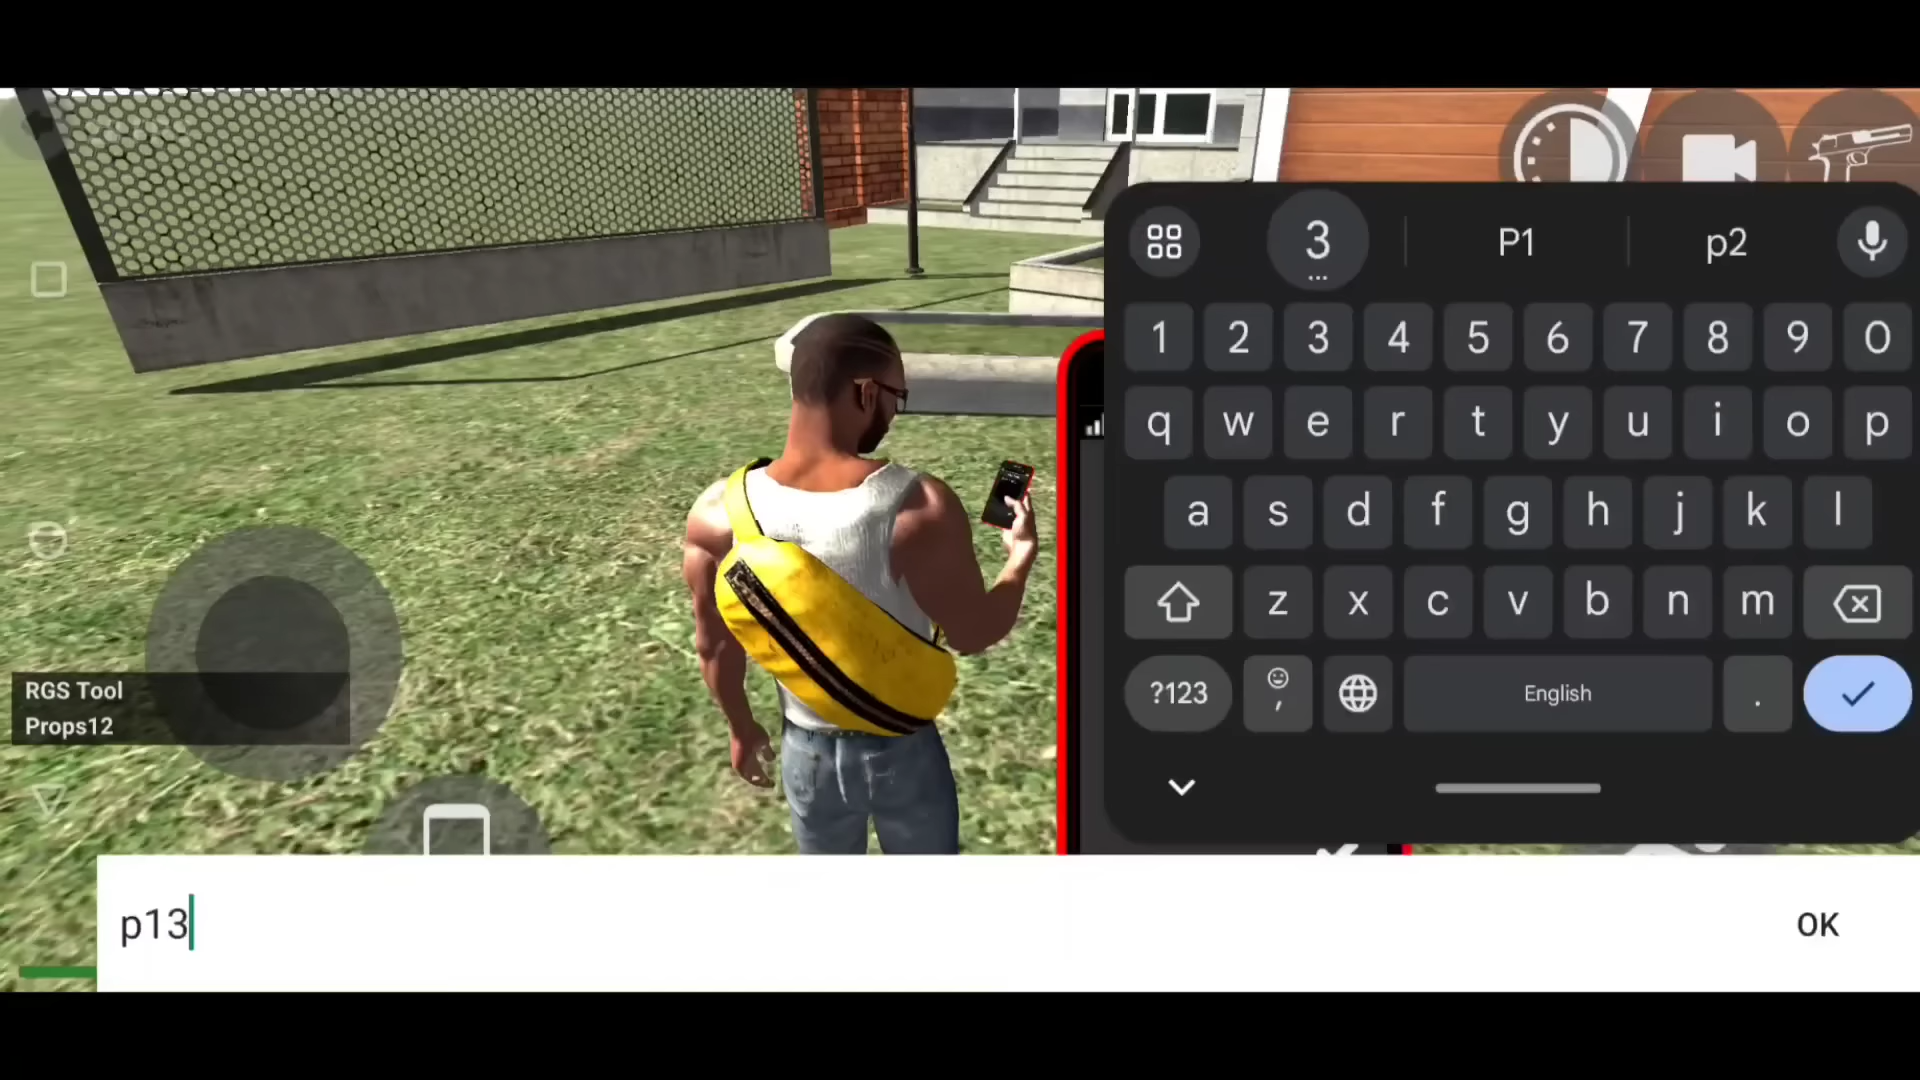 3 P1 p2
...
1 2 3 4 5 6 7 8 9 0
q w e r t y u i o p
a s d f g h j k l
z x c v b n m
?123 , English .
RGS Tool
Props12
p13
OK